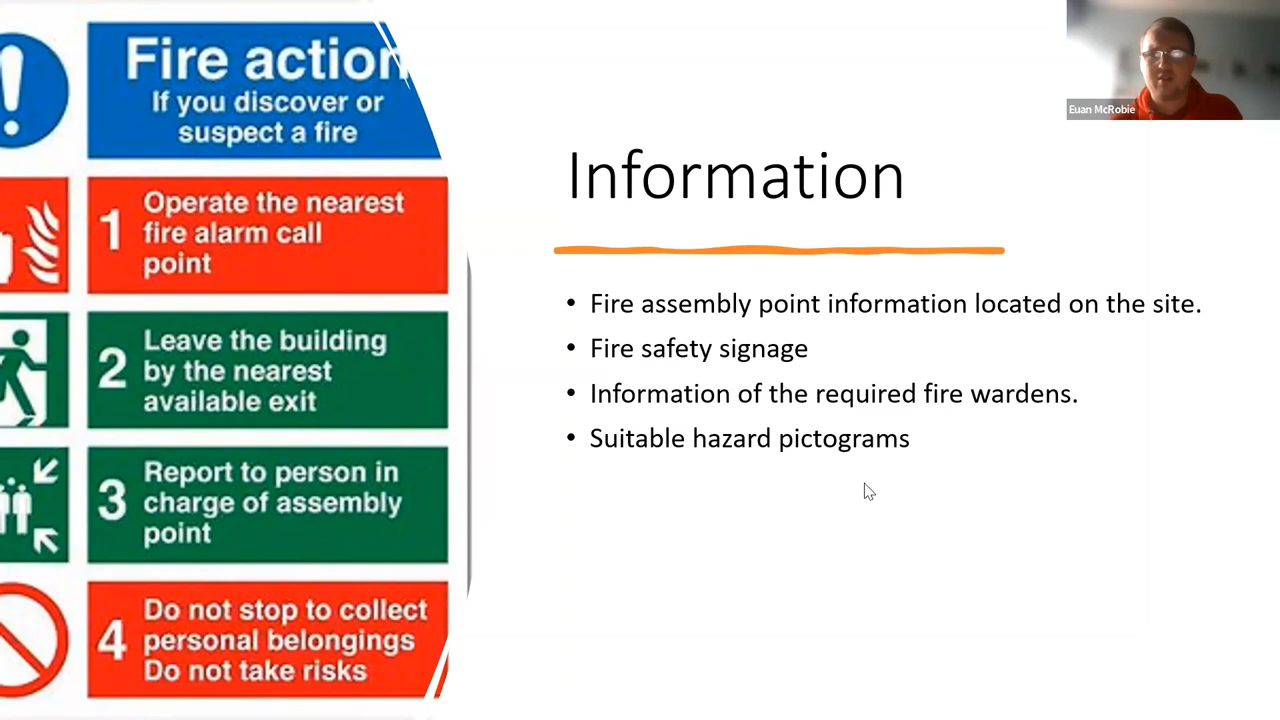 Fire action
If you discover or
suspect a fire
1 Operate the nearest
fire alarm call
point
2 Leave the building
by the nearest
available exit
3 Report to person in
charge of assembly
point
4 Do not stop to collect
personal belongings
Do not take risks
Information
• Fire assembly point information located on the site.
• Fire safety signage
• Information of the required fire wardens.
• Suitable hazard pictograms
Euan McRobie